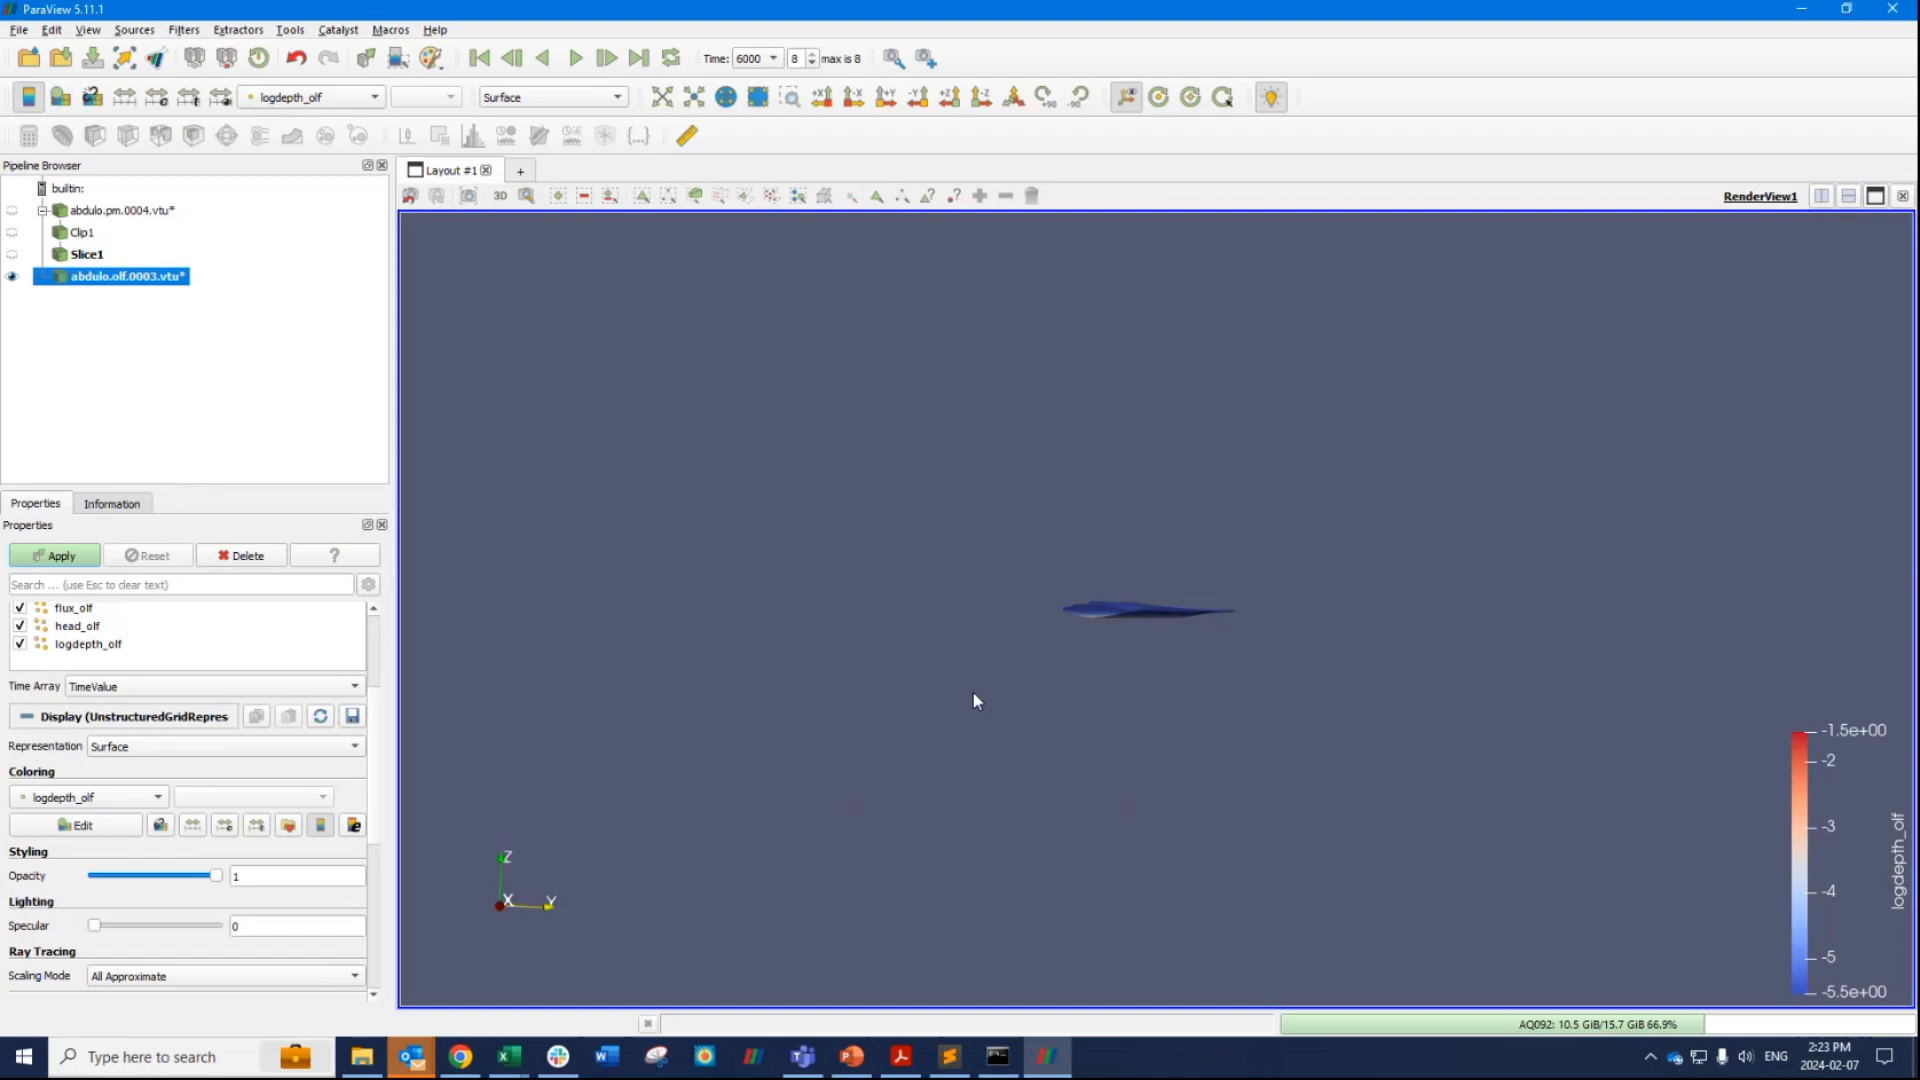 ParaView 5.11.1
File Edit View Sources Filters Extractors Tools Catalyst Macros Help
Time: 6000 8 max is 8
logdepth_olf Surface +X -X +Y -Y +Z -Z +90 -90
Pipeline Browser
Layout #1 +
builtin:
3D
RenderView1
abdulo.pm.0004.vtu*
Clip1
Slice1
abdulo.olf.0003.vtu*
Properties Information
Properties
Apply Reset Delete ?
Search ... (use Esc to clear text)
flux_olf
head_olf
logdepth_olf
Time Array TimeValue
Display (UnstructuredGridRepres
Representation Surface
Coloring
logdepth_olf
Edit
Styling
Opacity 1
Lighting
Specular 0
Ray Tracing
Scaling Mode All Approximate
Z
X Y
-1.5e+00
-2
-3
-4
-5
-5.5e+00
logdepth_olf
AQ092: 10.5 GiB/15.7 GiB 66.9%
Type here to search
ENG
2:23 PM
2024-02-07